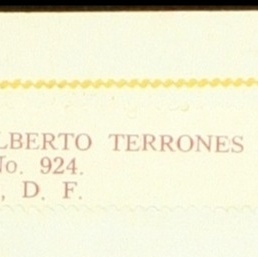 LBERTO TERRONES
No. 924.
, D. F.